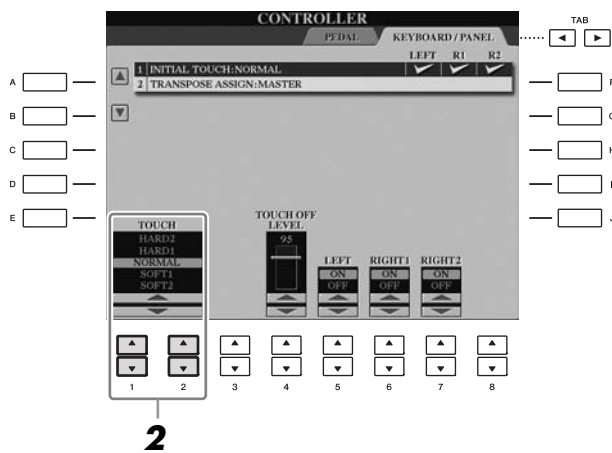 CONTROLLER
TAB
PEDAL KEYBOARD / PANEL
LEFT R1 R2
1 INITIAL TOUCH:NORMAL
2 TRANSPOSE ASSIGN:MASTER
A
B
C
D
E
TOUCH
HARD2
HARD1
NORMAL
SOFT1
SOFT2
TOUCH OFF
LEVEL
95
LEFT RIGHT1 RIGHT2
ON ON ON
OFF OFF OFF
1 2 3 4 5 6 7 8
2